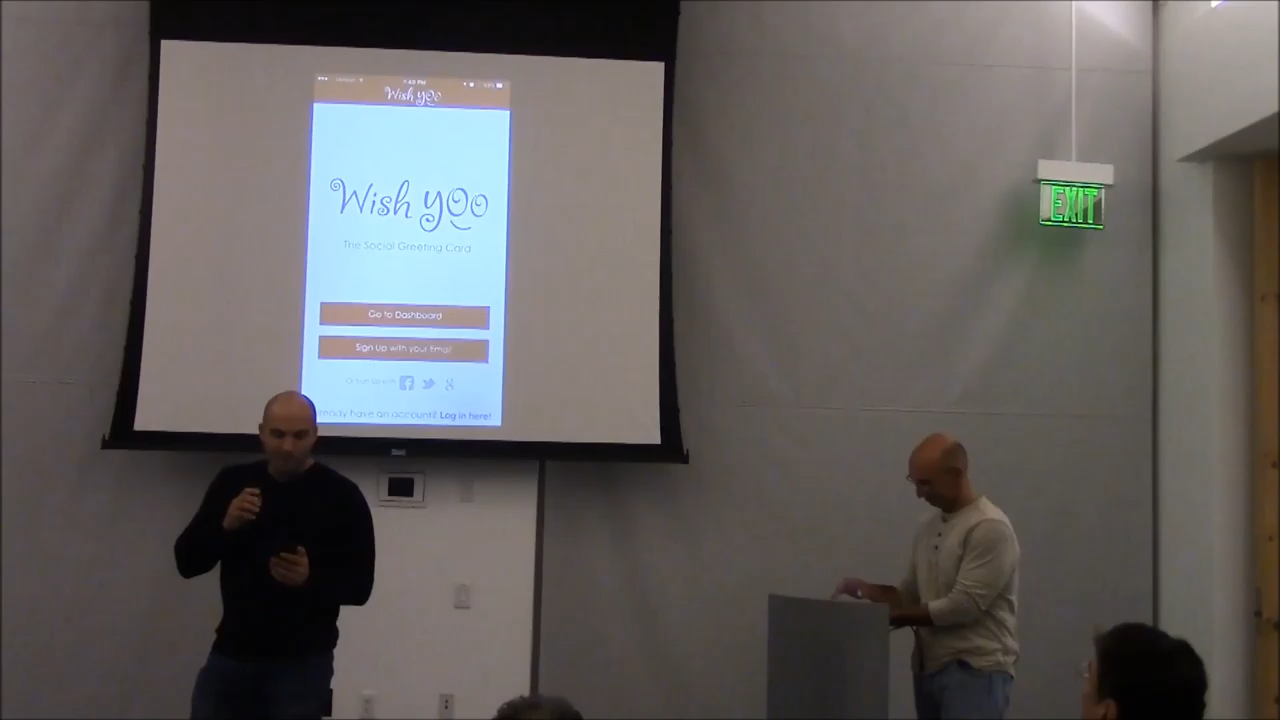 Wish yOo
Wish yOo
The Social Greeting Card
Go to Dashboard
Sign Up with your Email
eady have an account? Log in here!
EXIT